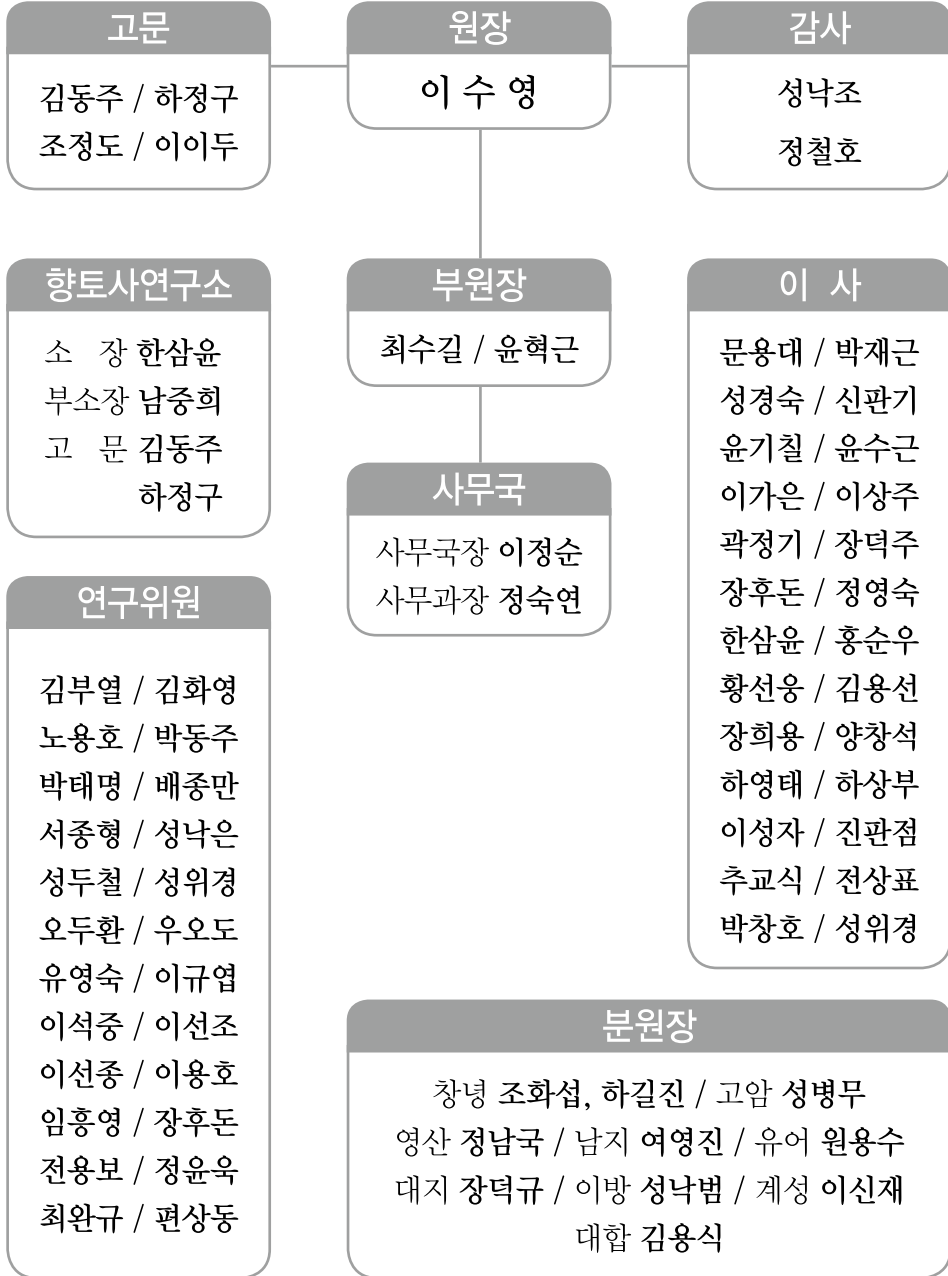 고문
김동주 / 하정구
조정도 / 이이두
원장
이 수 영
감사
성낙조
정철호
향토사연구소
소 장 한삼윤
부소장 남중희
고 문 김동주
하정구
부원장
최수길 / 윤혁근
사무국
사무국장 이정순
사무과장 정숙연
이 사
문용대 / 박재근
성경숙 / 신판기
윤기칠 / 윤수근
이가은 / 이상주
곽정기 / 장덕주
장후돈 / 정영숙
한삼윤 / 홍순우
황선웅 / 김용선
장희용 / 양창석
하영태 / 하상부
이성자 / 진판점
추교식 / 전상표
박창호 / 성위경
연구위원
김부열 / 김화영
노용호 / 박동주
박태명 / 배종만
서종형 / 성낙은
성두철 / 성위경
오두환 / 우오도
유영숙 / 이규엽
이석중 / 이선조
이선종 / 이용호
임흥영 / 장후돈
전용보 / 정윤욱
최완규 / 편상동
분원장
창녕 조화섭, 하길진 / 고암 성병무
영산 정남국 / 남지 여영진 / 유어 원용수
대지 장덕규 / 이방 성낙범 / 계성 이신재
대합 김용식